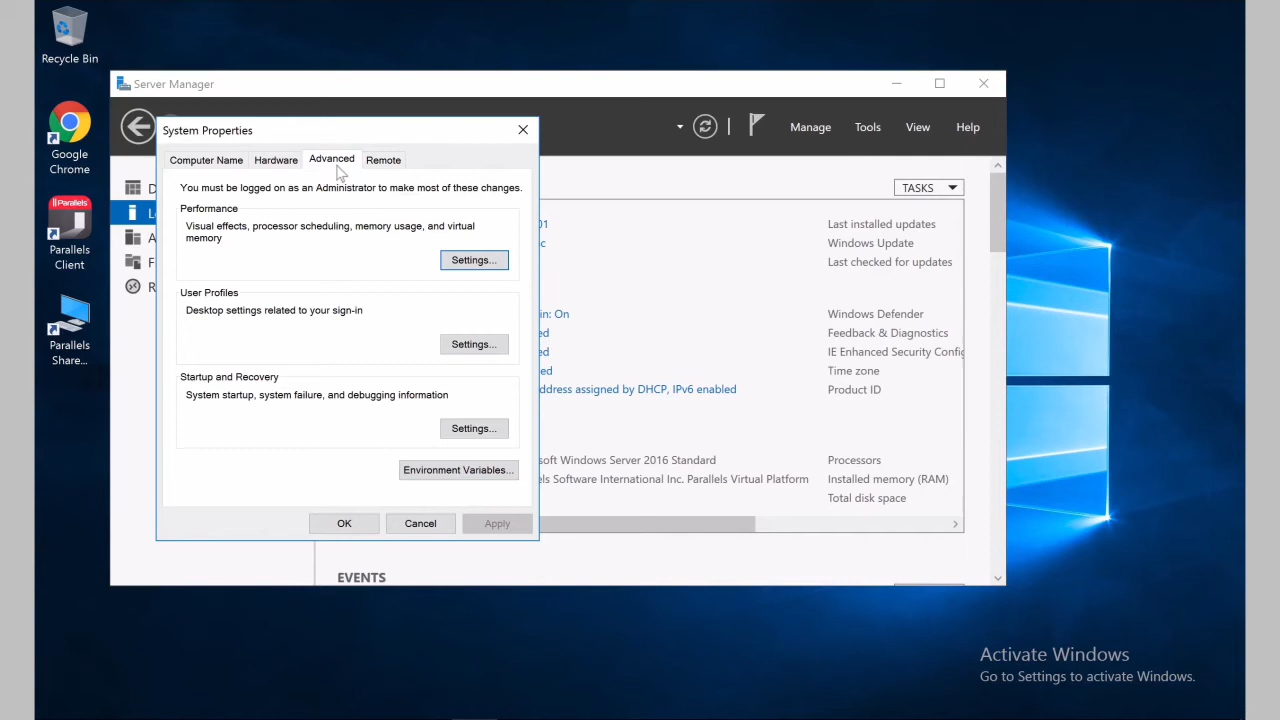 Recycle Bin
Google
Chrome
Parallels
Parallels
Client
Parallels
Share...
Server Manager
Manage
Tools
View
Help
System Properties
Computer Name
Hardware
Advanced
Remote
You must be logged on as an Administrator to make most of these changes.
Performance
Visual effects, processor scheduling, memory usage, and virtual
memory
Settings...
User Profiles
Desktop settings related to your sign-in
Settings...
Startup and Recovery
System startup, system failure, and debugging information
Settings...
Environment Variables...
OK
Cancel
Apply
D
L
A
F
R
TASKS
01
Last installed updates
Windows Update
Last checked for updates
in: On
Windows Defender
ed
Feedback & Diagnostics
ed
IE Enhanced Security Config
ed
Time zone
address assigned by DHCP, IPv6 enabled
Product ID
soft Windows Server 2016 Standard
Processors
els Software International Inc. Parallels Virtual Platform
Installed memory (RAM)
Total disk space
EVENTS
Activate Windows
Go to Settings to activate Windows.